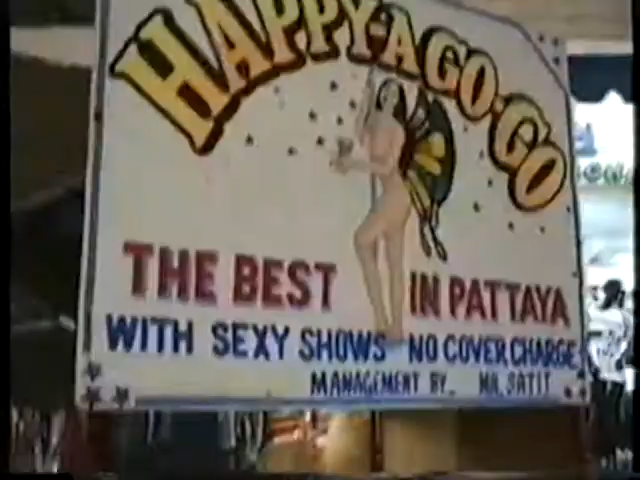 HAPPY-A GO-GO
THE BEST IN PATTAYA
WITH SEXY SHOWS NO COVER CHARGE
MANAGEMENT BY.. MR. SATIT